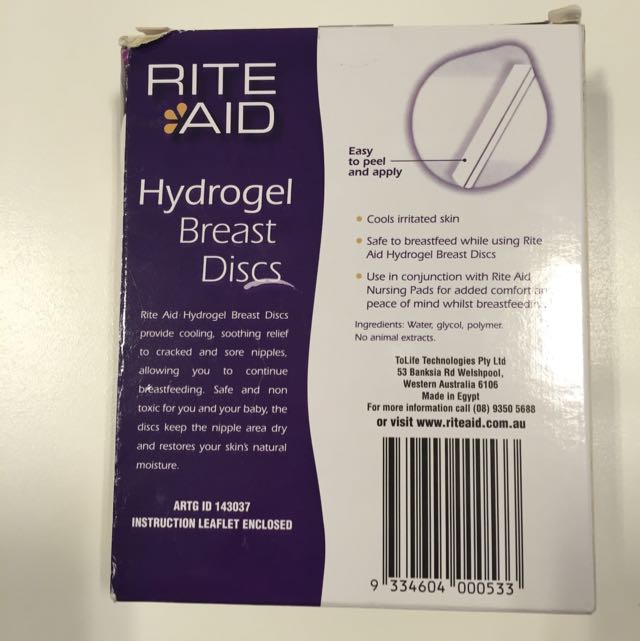 RITE
AID
Hydrogel
Breast
Discs
Rite Aid Hydrogel Breast Discs
provide cooling, soothing relief
to cracked and sore nipples,
allowing you to continue
breastfeeding. Safe and non
toxic for you and your baby, the
discs keep the nipple area dry
and restores your skin's natural
moisture.
ARTG ID 143037
INSTRUCTION LEAFLET ENCLOSED
Easy
to peel
and apply
Cools irritated skin
Safe to breastfeed while using Rite
Aid Hydrogel Breast Discs
Use in conjunction with Rite Aid
Nursing Pads for added comfort
peace of mind whilst
Ingredients: Water, glycol, polymer.
No animal extracts.
ToLife Technologies Pty Ltd
53 Banksia Rd Welshpool,
Western Australia 6106
Made in Egypt
For more information call (08) 9350 5688
or visit www.riteaid.com.au
9 334604 000533